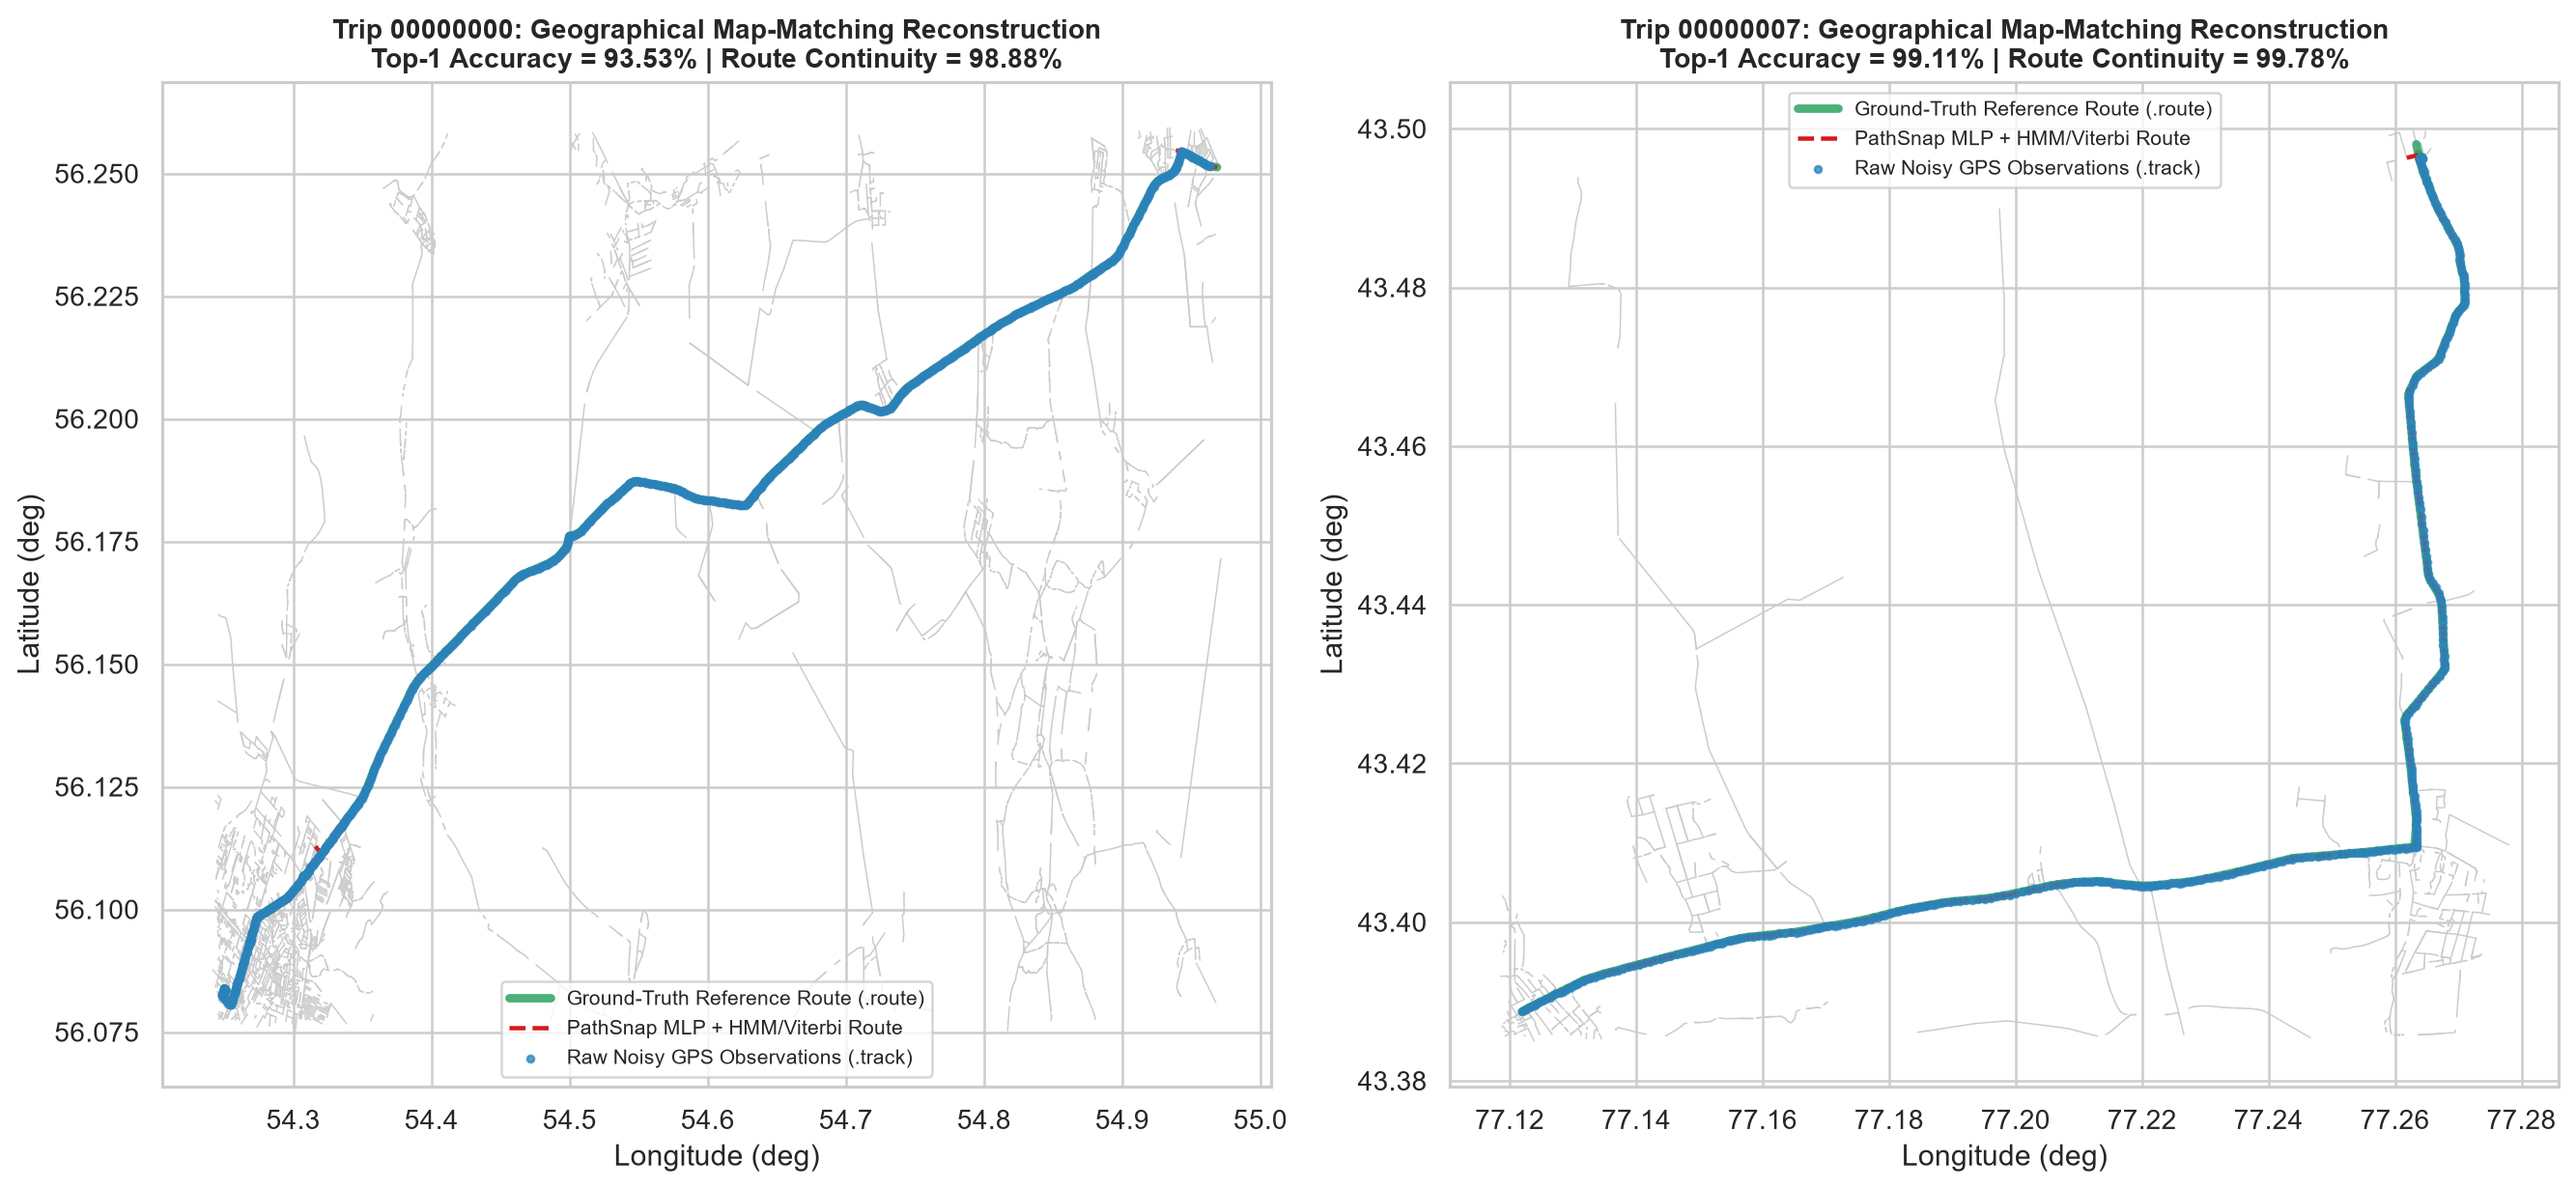 Trip 00000000: Geographical Map-Matching Reconstruction
Top-1 Accuracy = 93.53% | Route Continuity = 98.88%
56.250
56.225
56.200
56.175
56.150
56.125
56.100
56.075
Latitude (deg)
Ground-Truth Reference Route (.route)
PathSnap MLP + HMM/Viterbi Route
Raw Noisy GPS Observations (.track)
54.3 54.4 54.5 54.6 54.7 54.8 54.9 55.0
Longitude (deg)
Trip 00000007: Geographical Map-Matching Reconstruction
Top-1 Accuracy = 99.11% | Route Continuity = 99.78%
Ground-Truth Reference Route (.route)
PathSnap MLP + HMM/Viterbi Route
Raw Noisy GPS Observations (.track)
43.50
43.48
43.46
43.44
43.42
43.40
43.38
Latitude (deg)
77.12 77.14 77.16 77.18 77.20 77.22 77.24 77.26 77.28
Longitude (deg)